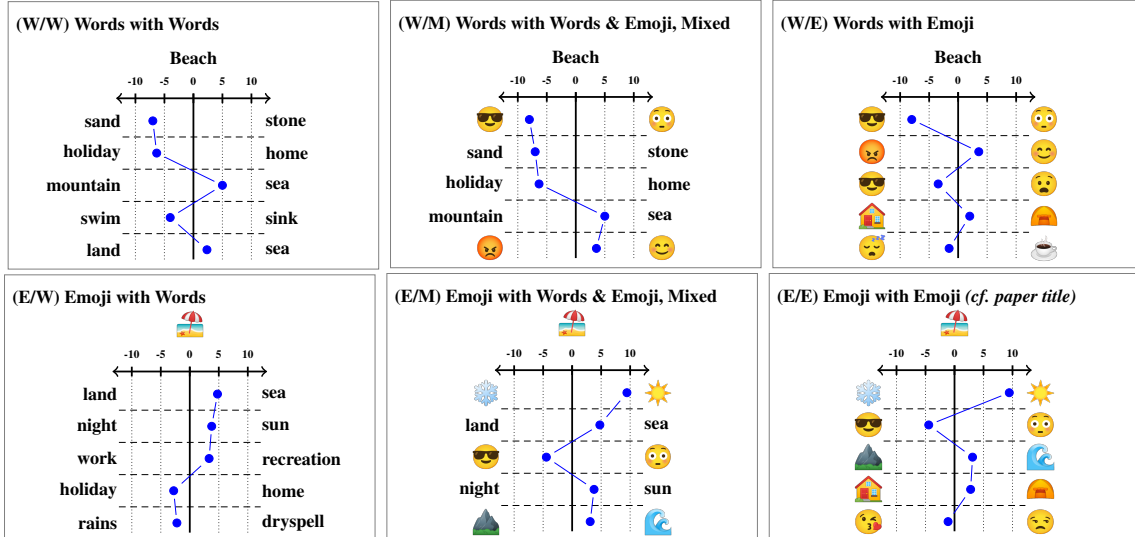 (W/W) Words with Words
Beach
-10 -5 0 5 10
sand stone
holiday home
mountain sea
swim sink
land sea
(W/M) Words with Words & Emoji, Mixed
Beach
-10 -5 0 5 10
😎 😳
sand stone
holiday home
mountain sea
😡 😊
(W/E) Words with Emoji
Beach
-10 -5 0 5 10
(E/W) Emoji with Words
-10 -5 0 5 10
land sea
night sun
work recreation
holiday home
rains dryspell
(E/M) Emoji with Words & Emoji, Mixed
-10 -5 0 5 10
land sea
night sun
(E/E) Emoji with Emoji (cf. paper title)
-10 -5 0 5 10